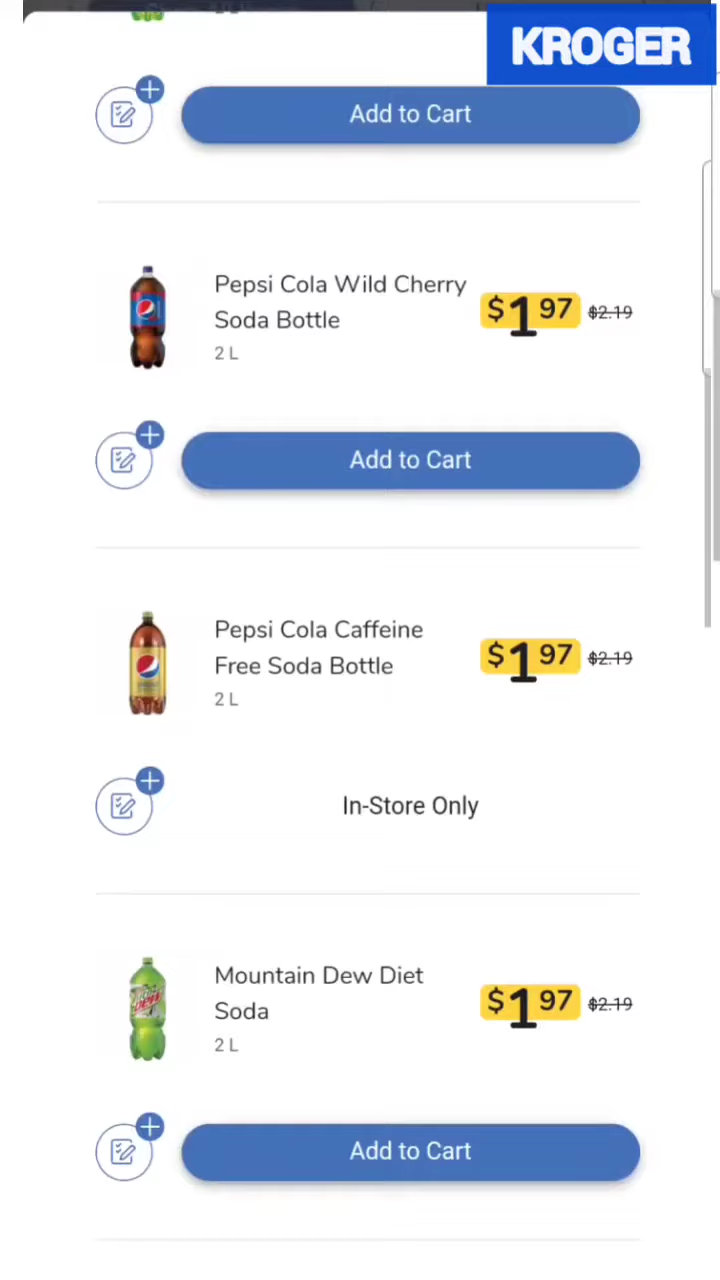 KROGER
Add to Cart
Pepsi Cola Wild Cherry
Soda Bottle
2 L
$1 97 $2.19
Add to Cart
Pepsi Cola Caffeine
Free Soda Bottle
2 L
$1 97 $2.19
In-Store Only
Mountain Dew Diet
Soda
2 L
$1 97 $2.19
Add to Cart